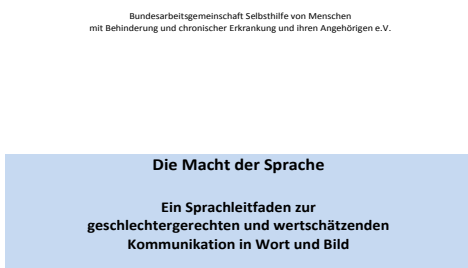 Bundesarbeitsgemeinschaft Selbsthilfe von Menschen
mit Behinderung und chronischer Erkrankung und ihren Angehörigen e.V.
Die Macht der Sprache
Ein Sprachleitfaden zur
geschlechtergerechten und wertschätzenden
Kommunikation in Wort und Bild